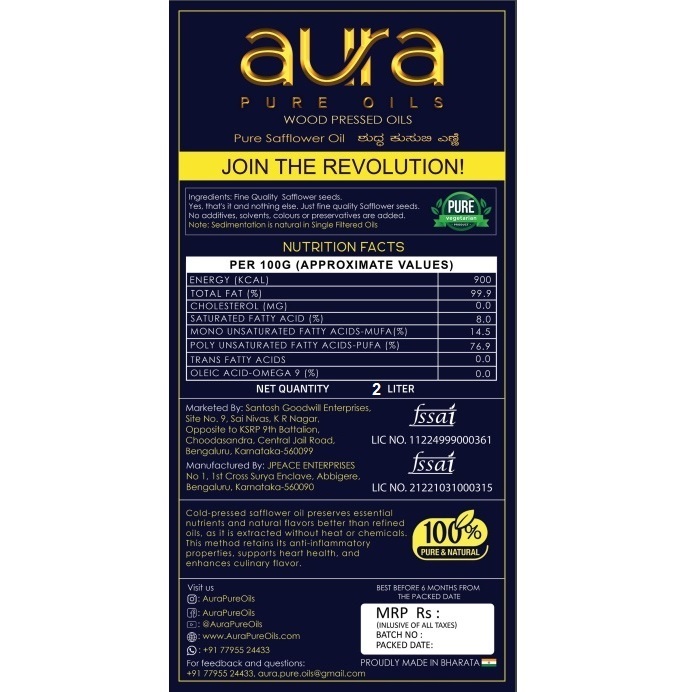 aura
PURE OILS
WOOD PRESSED OILS
Pure Safflower Oil ಶುದ್ಧ ಕುಸುಬಿ ಎಣ್ಣೆ
JOIN THE REVOLUTION!
Ingredients: Fine Quality Safflower seeds.
Yes, that's it and nothing else. Just fine quality Safflower seeds.
No additives, solvents, colours or preservatives are added.
Note: Sedimentation is natural in Single Filtered Oils
PURE
vegetarian
PRODUCT
NUTRITION FACTS
PER 100G (APPROXIMATE VALUES)
ENERGY (KCAL) 900
TOTAL FAT (%) 99.9
CHOLESTEROL (MG) 0.0
SATURATED FATTY ACID (%) 8.0
MONO UNSATURATED FATTY ACIDS-MUFA(%) 14.5
POLY UNSATURATED FATTY ACIDS-PUFA (%) 76.9
TRANS FATTY ACIDS 0.0
OLEIC ACID-OMEGA 9 (%) 0.0
NET QUANTITY 2 LITER
Marketed By: Santosh Goodwill Enterprises,
Site No. 9, Sai Nivas, K R Nagar,
Opposite to KSRP 9th Battalion,
Choodasandra, Central Jail Road,
Bengaluru, Karnataka-560099
fssai
LIC NO. 11224999000361
Manufactured By: JPEACE ENTERPRISES
No 1, 1st Cross Surya Enclave, Abbigere,
Bengaluru, Karnataka-560090
fssai
LIC NO. 21221031000315
Cold-pressed safflower oil preserves essential
nutrients and natural flavors better than refined
oils, as it is extracted without heat or chemicals.
This method retains its anti-inflammatory
properties, supports heart health, and
enhances culinary flavor.
100%
PURE & NATURAL
Visit us
: AuraPureOils
: AuraPureOils
: @AuraPureOils
: www.AuraPureOils.com
: +91 77955 24433
For feedback and questions:
+91 77955 24433, aura.pure.oils@gmail.com
BEST BEFORE 6 MONTHS FROM
THE PACKED DATE
MRP Rs :
(INLUSIVE OF ALL TAXES)
BATCH NO :
PACKED DATE:
PROUDLY MADE IN BHARATA